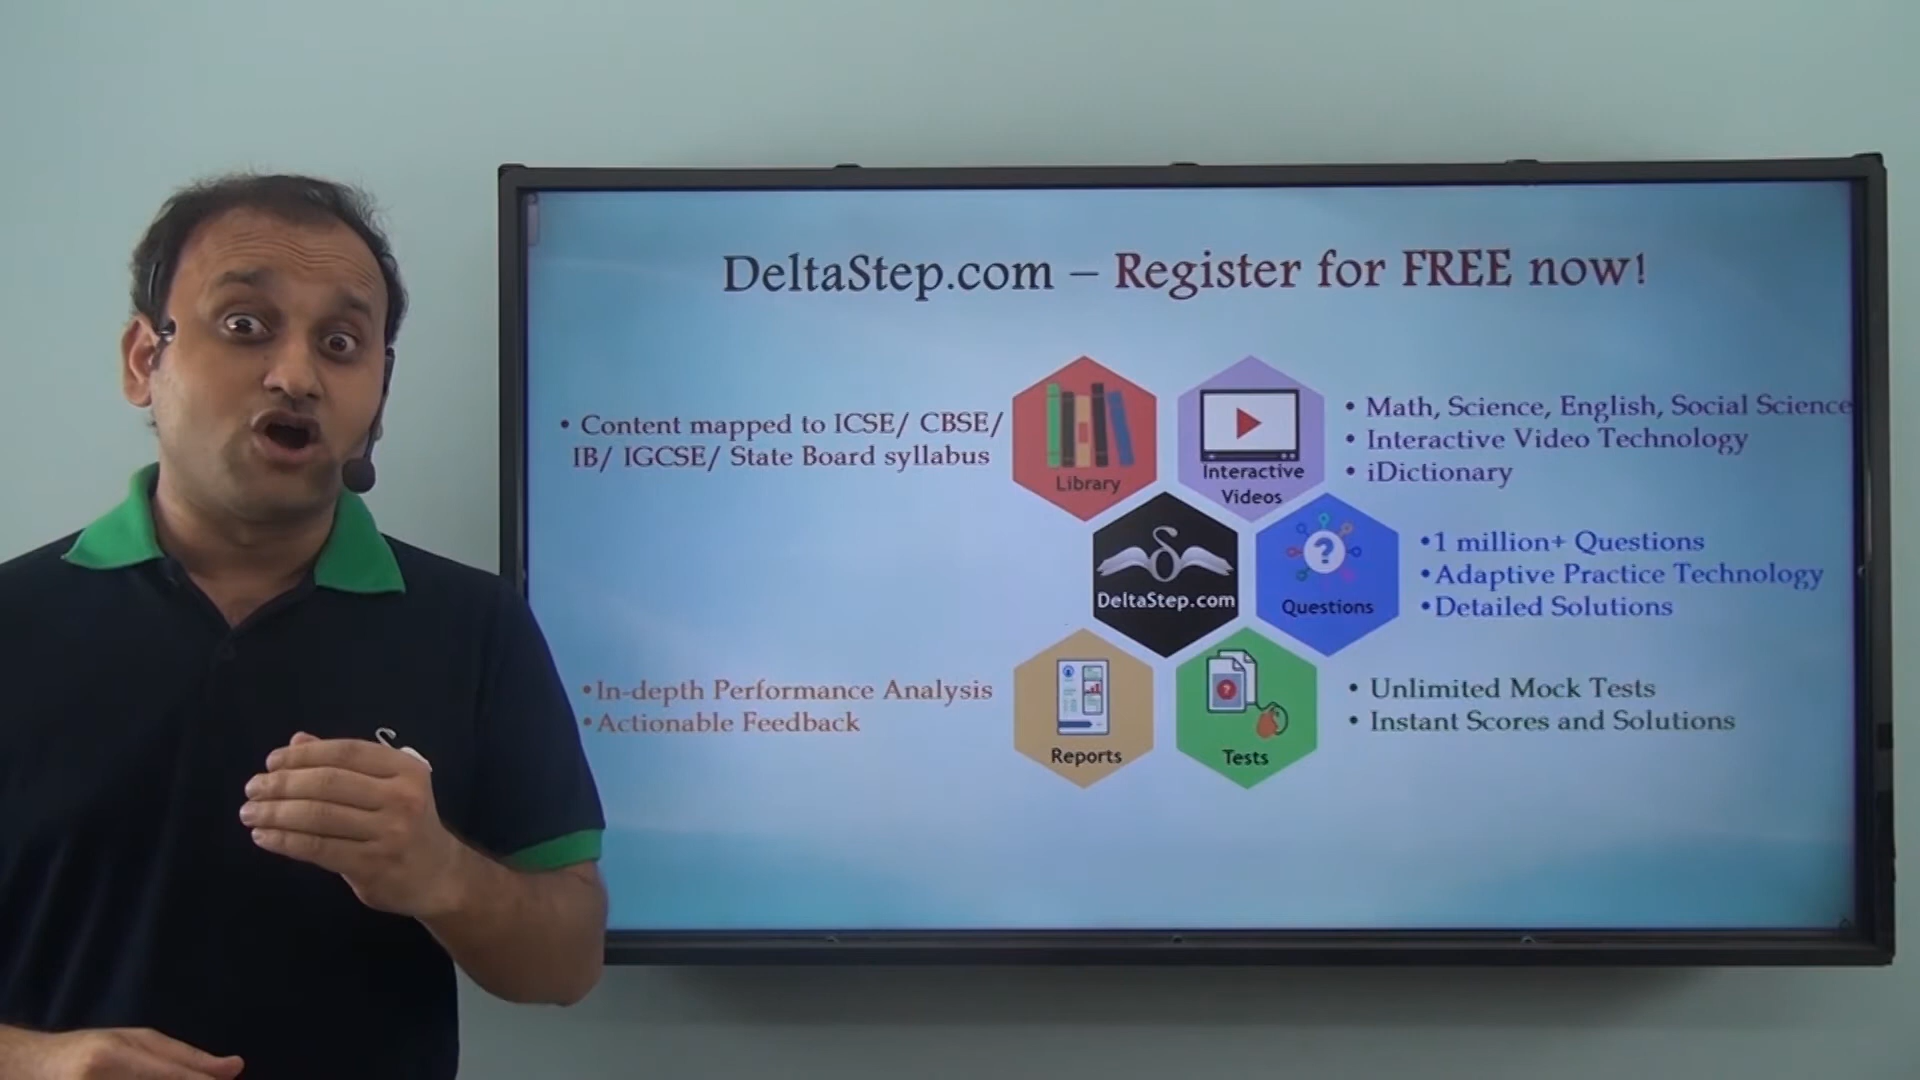 DeltaStep.com – Register for FREE now!
• Content mapped to ICSE/ CBSE/
IB/ IGCSE/ State Board syllabus
Library
Interactive
Videos
• Math, Science, English, Social Science
• Interactive Video Technology
• iDictionary
DeltaStep.com
?
Questions
•1 million+ Questions
•Adaptive Practice Technology
•Detailed Solutions
•In-depth Performance Analysis
•Actionable Feedback
Reports
?
Tests
• Unlimited Mock Tests
• Instant Scores and Solutions